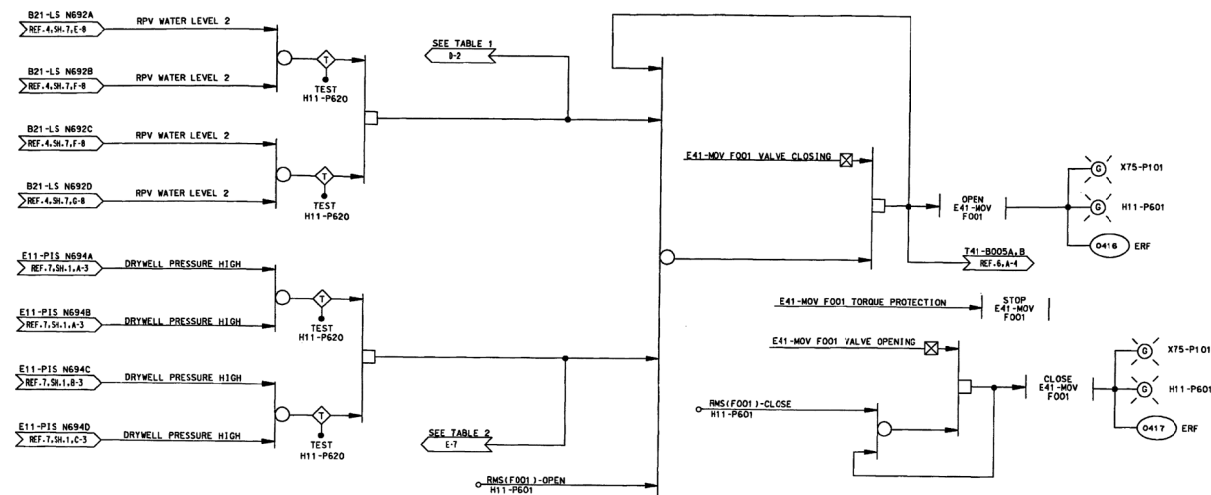 B21-LS N692A
REF.4,SH.7,E-8
RPV WATER LEVEL 2
B21-LS N692B
REF.4,SH.7,F-8
RPV WATER LEVEL 2
T
TEST
H11-P620
B21-LS N692C
REF.4,SH.7,F-8
RPV WATER LEVEL 2
B21-LS N692D
REF.4,SH.7,G-8
RPV WATER LEVEL 2
T
TEST
H11-P620
E11-PIS N694A
REF.7,SH.1,A-3
DRYWELL PRESSURE HIGH
E11-PIS N694B
REF.7,SH.1,A-3
DRYWELL PRESSURE HIGH
T
TEST
H11-P620
E11-PIS N694C
REF.7,SH.1,B-3
DRYWELL PRESSURE HIGH
E11-PIS N694D
REF.7,SH.1,C-3
DRYWELL PRESSURE HIGH
T
TEST
H11-P620
SEE TABLE 1
D-2
SEE TABLE 2
E-7
RMS(F001)-OPEN
H11-P601
E41-MOV F001 VALVE CLOSING
OPEN
E41-MOV
F001
G
X75-P101
G
H11-P601
0416
ERF
T41-B005A,B
REF.6,A-4
E41-MOV F001 TORQUE PROTECTION
STOP
E41-MOV
F001
E41-MOV F001 VALVE OPENING
RMS(F001)-CLOSE
H11-P601
CLOSE
E41-MOV
F001
G
X75-P101
G
H11-P601
0417
ERF